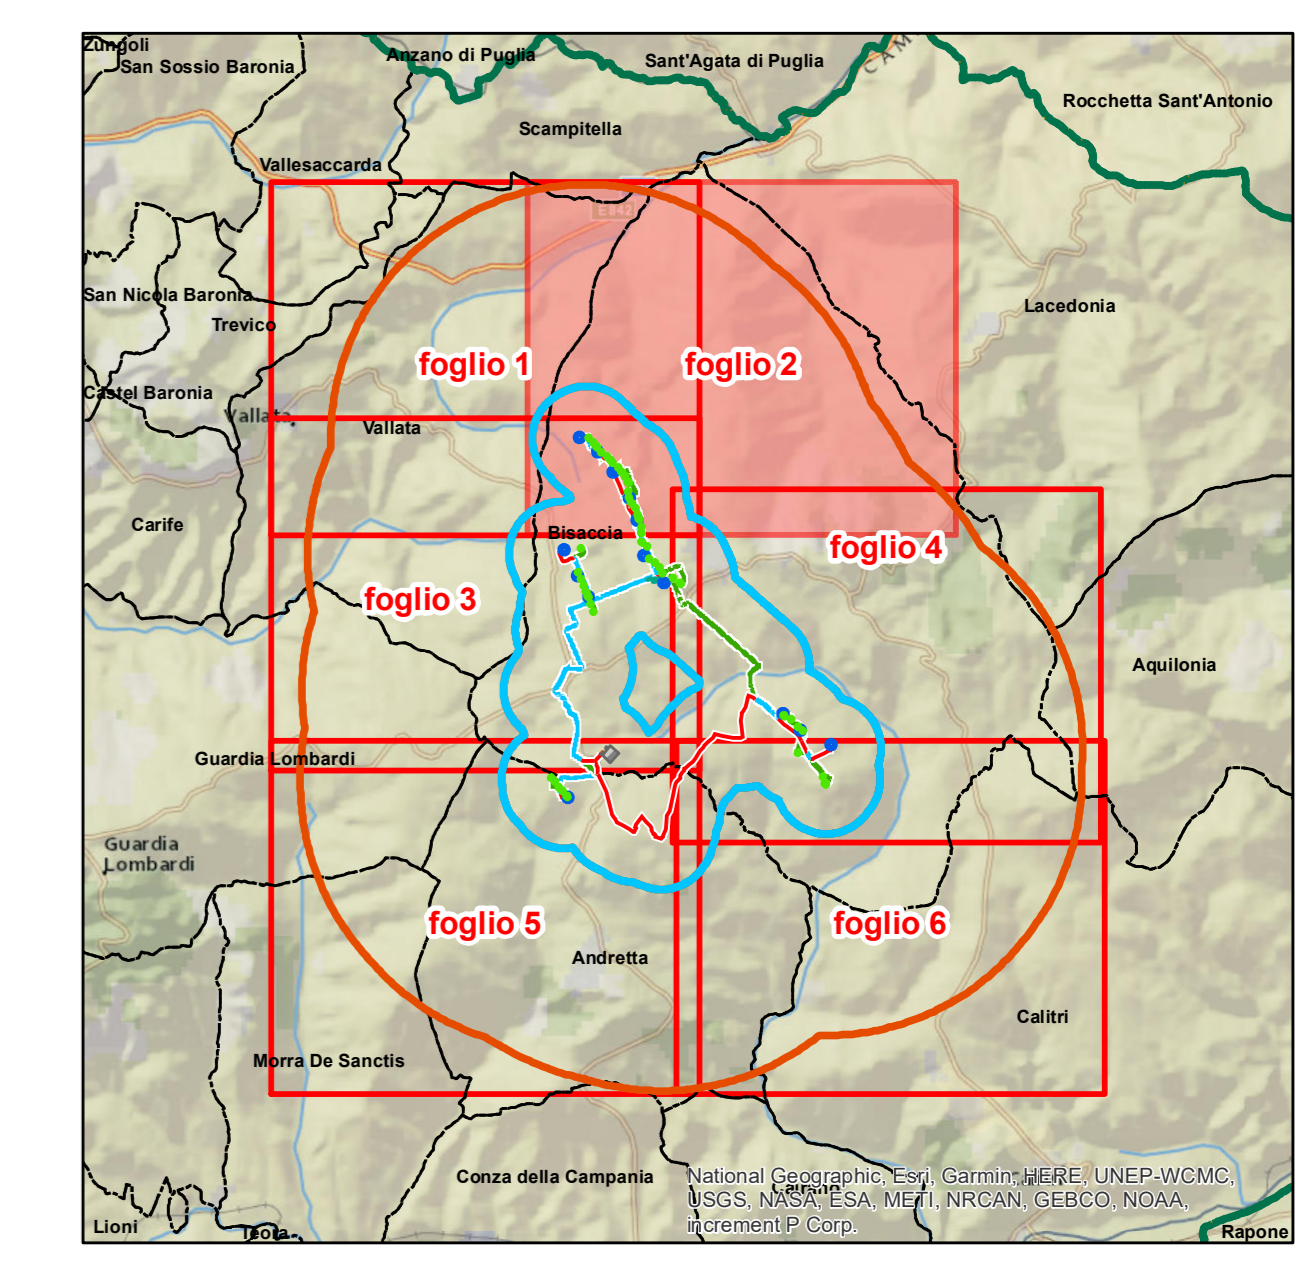 Zungoli
San Sossio Baronia
Anzano di Puglia
Sant'Agata di Puglia
CAM
Rocchetta Sant'Antonio
Scampitella
Vallesaccarda
E842
San Nicola Baronia
Trevico
Lacedonia
foglio 1
foglio 2
Castel Baronia
Vallata
Vallata
Carife
Bisaccia
foglio 4
foglio 3
Aquilonia
Guardia Lombardi
Guardia
Lombardi
foglio 5
foglio 6
Andretta
Calitri
Morra De Sanctis
Conza della Campania
National Geographic, Esri, Garmin, HERE, UNEP-WCMC,
USGS, NASA, ESA, METI, NRCAN, GEBCO, NOAA,
increment P Corp.
Cairano
Lioni
Teora
Rapone